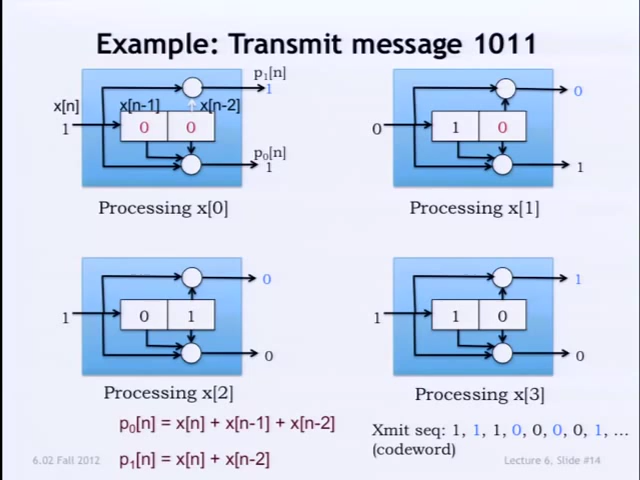 Example: Transmit message 1011
p1[n]
1
x[n]
x[n-1]
x[n-2]
1
0
0
p0[n]
1
Processing x[0]
0
0
1
0
1
Processing x[1]
0
1
0
1
0
Processing x[2]
1
1
1
0
0
Processing x[3]
p0[n] = x[n] + x[n-1] + x[n-2]
p1[n] = x[n] + x[n-2]
Xmit seq: 1, 1, 1, 0, 0, 0, 0, 1, ...
(codeword)
6.02 Fall 2012
Lecture 6, Slide #14